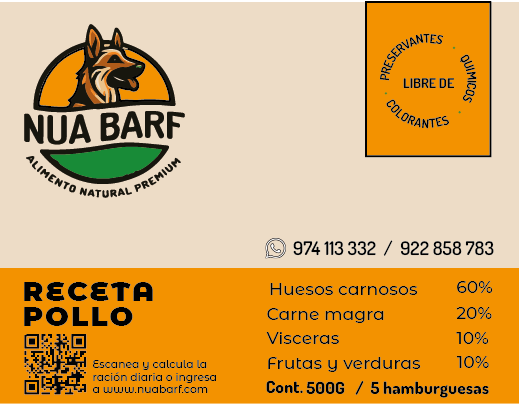 NUA BARF
ALIMENTO NATURAL PREMIUM
PRESERVANTES
QUIMICOS
COLORANTES
LIBRE DE
974 113 332 / 922 858 783
RECETA
POLLO
Escanea y calcula la
ración diaria o ingresa
a www.nuabarf.com
Huesos carnosos 60%
Carne magra 20%
Visceras 10%
Frutas y verduras 10%
Cont. 500G / 5 hamburguesas